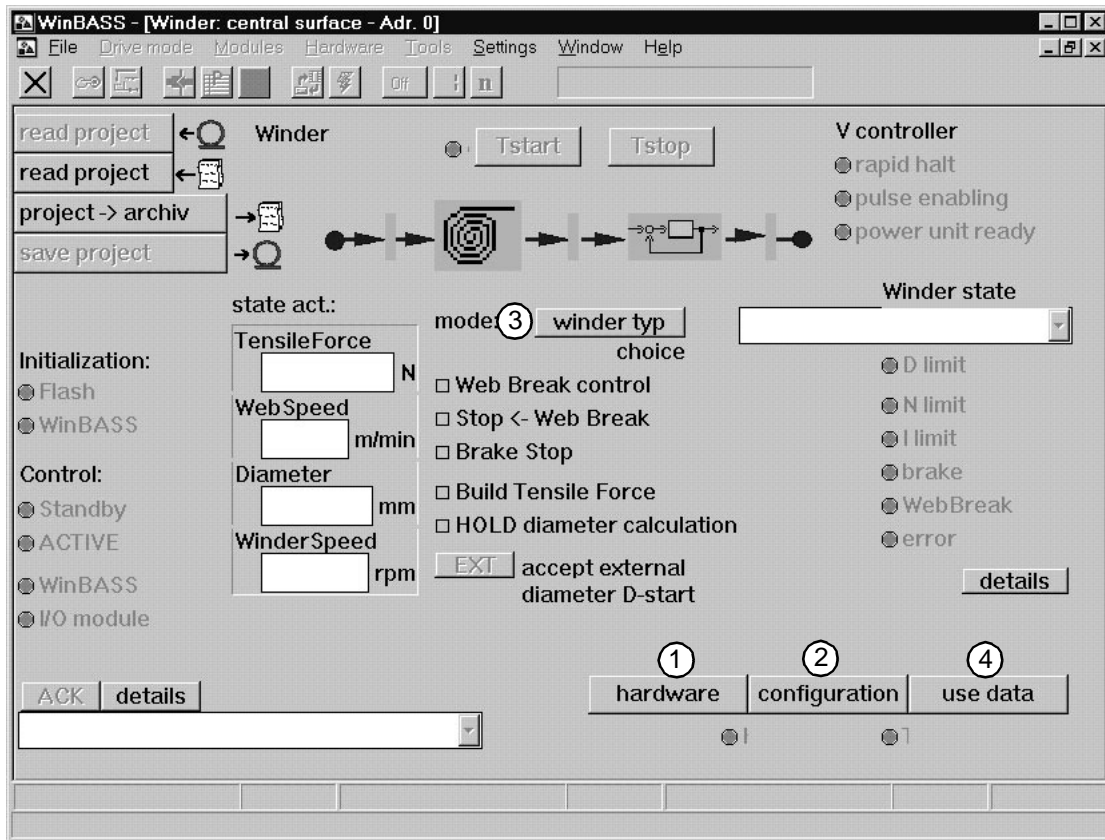 WinBASS - [Winder: central surface - Adr. 0]
File Drive mode Modules Hardware Tools Settings Window Help
Off n
read project
read project
project -> archiv
save project
Winder
Tstart Tstop
V controller
rapid halt
pulse enabling
power unit ready
state act.:
TensileForce
N
WebSpeed
m/min
Diameter
mm
WinderSpeed
rpm
mode: 3 winder typ
choice
Web Break control
Stop <- Web Break
Brake Stop
Build Tensile Force
HOLD diameter calculation
EXT accept external
diameter D-start
Winder state
D limit
N limit
I limit
brake
WebBreak
error
details
Initialization:
Flash
WinBASS
Control:
Standby
ACTIVE
WinBASS
I/O module
ACK details
1 2 4
hardware configuration use data